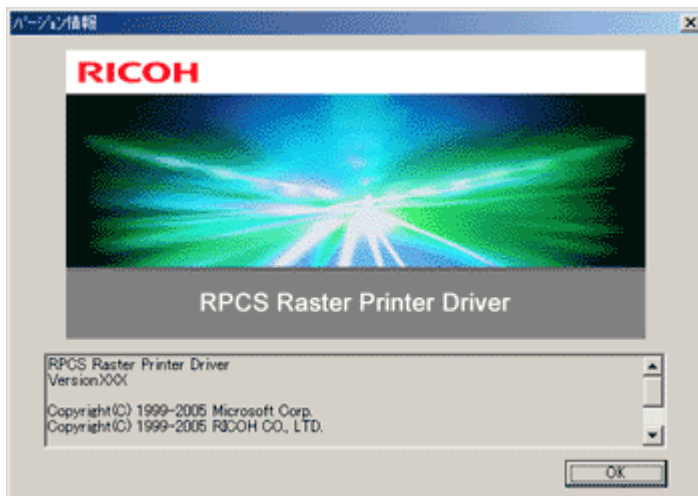 バージョン情報
RICOH
RPCS Raster Printer Driver
RPCS Raster Printer Driver
VersionXXX
Copyright(C) 1999-2005 Microsoft Corp.
Copyright(C) 1999-2005 RICOH CO., LTD.
OK